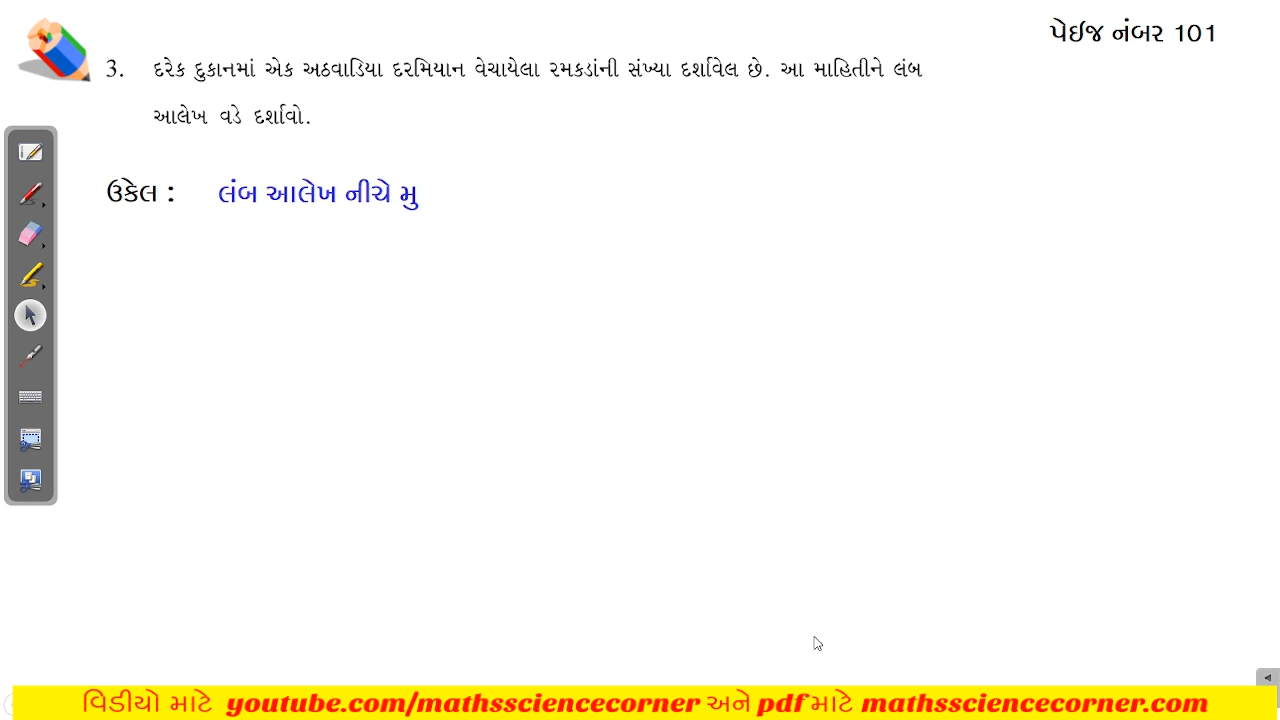 પેઈજ નંબર 101
3. દરેક દુકાનમાં એક અઠવાડિયા દરમિયાન વેચાયેલા રમકડાંની સંખ્યા દર્શાવેલ છે. આ માહિતીને લંબ
આલેખ વડે દર્શાવો.
ઉકેલ : લંબ આલેખ નીચે મુ
વિડીયો માટે youtube.com/mathssciencecorner અને pdf માટે mathssciencecorner.com